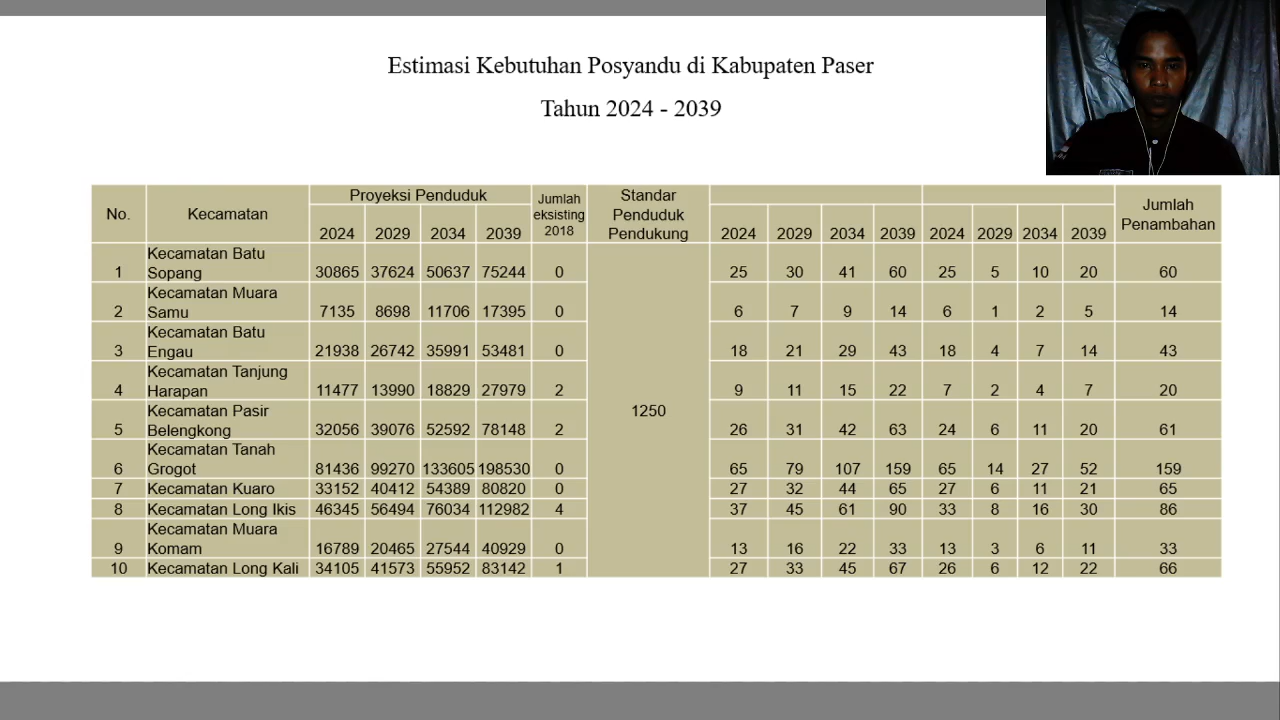 Estimasi Kebutuhan Posyandu di Kabupaten Paser
Tahun 2024 - 2039
No. Kecamatan Proyeksi Penduduk Jumlah eksisting 2018 Standar Penduduk Pendukung Jumlah Penambahan
2024 2029 2034 2039 2024 2029 2034 2039 2024 2029 2034 2039
1 Kecamatan Batu Sopang 30865 37624 50637 75244 0 25 30 41 60 25 5 10 20 60
2 Kecamatan Muara Samu 7135 8698 11706 17395 0 6 7 9 14 6 1 2 5 14
3 Kecamatan Batu Engau 21938 26742 35991 53481 0 18 21 29 43 18 4 7 14 43
4 Kecamatan Tanjung Harapan 11477 13990 18829 27979 2 9 11 15 22 7 2 4 7 20
1250
5 Kecamatan Pasir Belengkong 32056 39076 52592 78148 2 26 31 42 63 24 6 11 20 61
6 Kecamatan Tanah Grogot 81436 99270 133605 198530 0 65 79 107 159 65 14 27 52 159
7 Kecamatan Kuaro 33152 40412 54389 80820 0 27 32 44 65 27 6 11 21 65
8 Kecamatan Long Ikis 46345 56494 76034 112982 4 37 45 61 90 33 8 16 30 86
9 Kecamatan Muara Komam 16789 20465 27544 40929 0 13 16 22 33 13 3 6 11 33
10 Kecamatan Long Kali 34105 41573 55952 83142 1 27 33 45 67 26 6 12 22 66